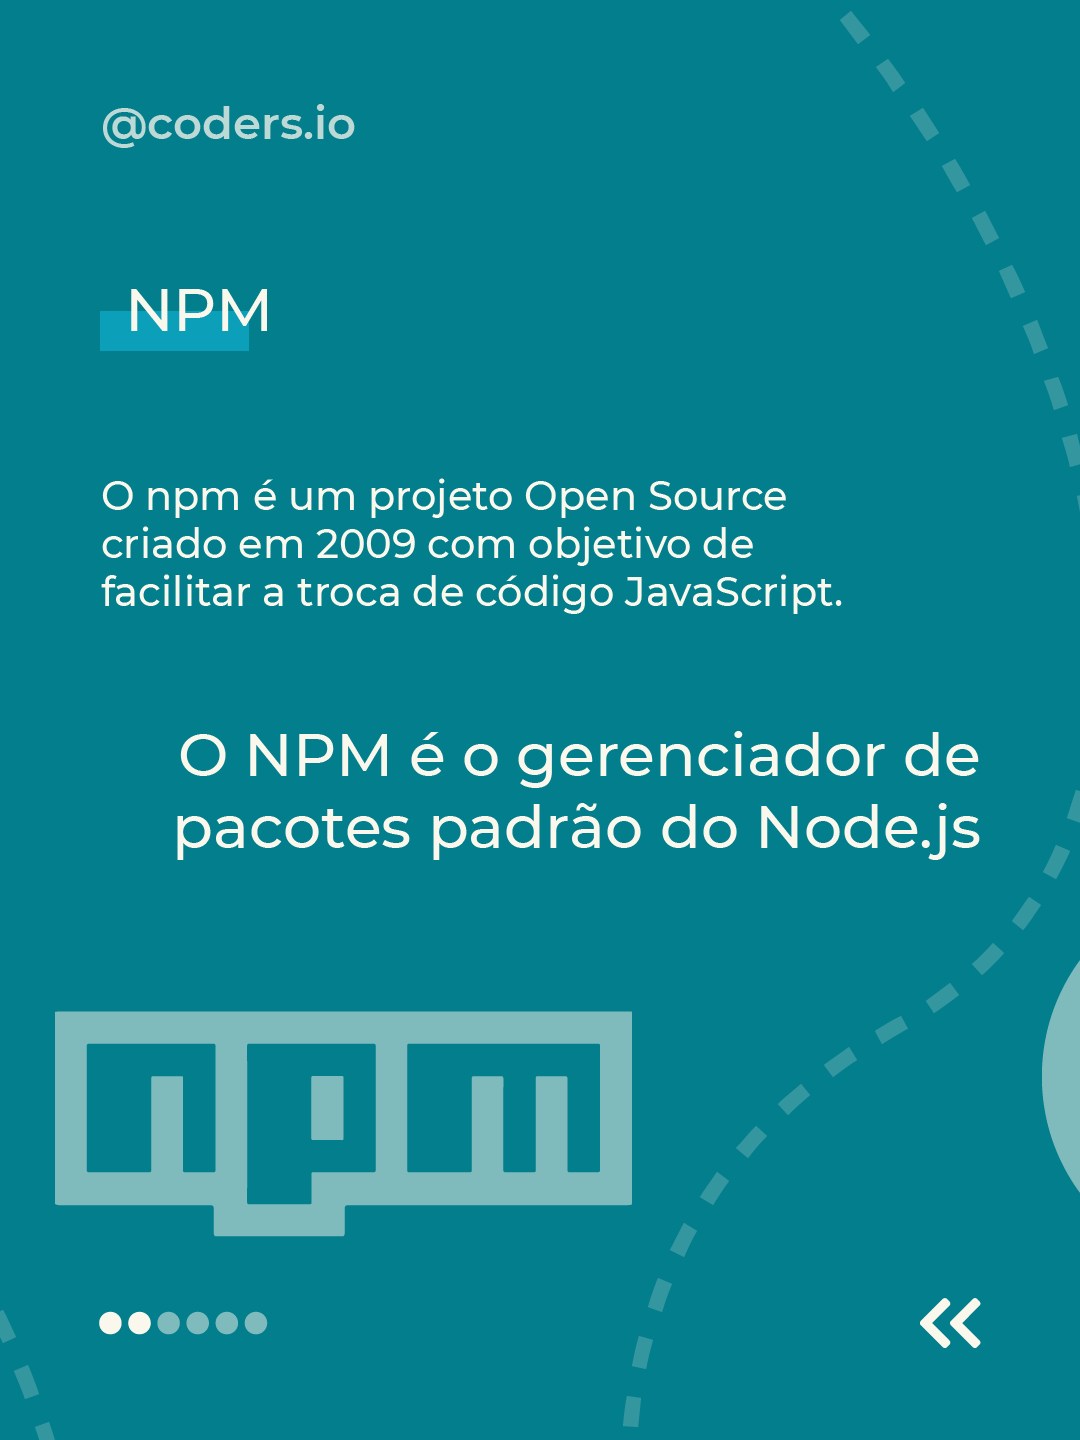 @coders.io
NPM
O npm é um projeto Open Source
criado em 2009 com objetivo de
facilitar a troca de código JavaScript.
O NPM é o gerenciador de
pacotes padrão do Node.js
npm